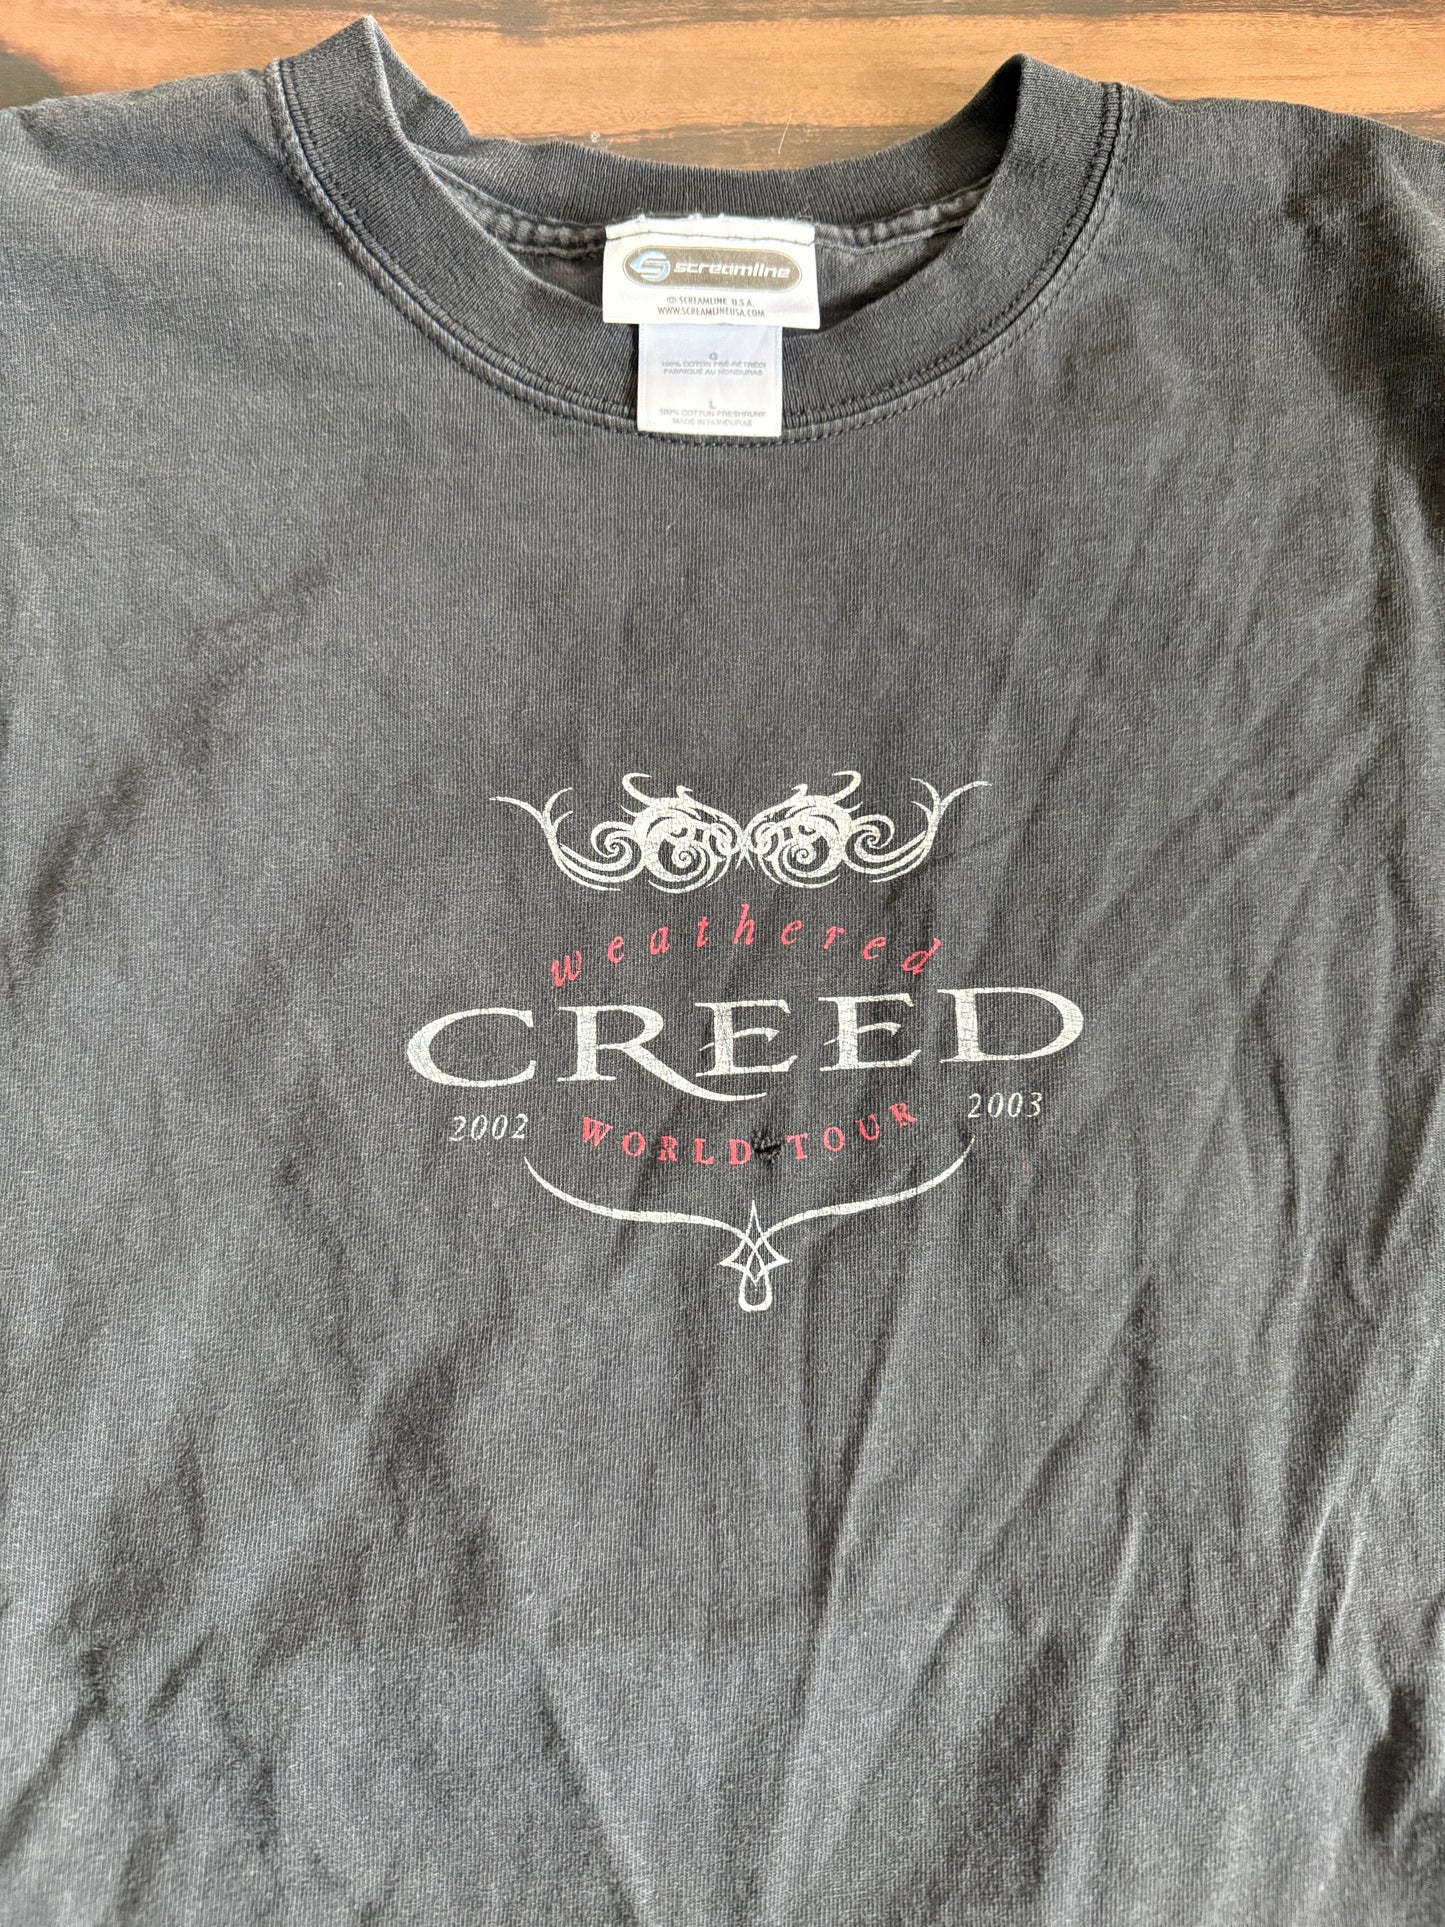 screamline
© SCREAMLINE U.S.A.
WWW.SCREAMLINEUSA.COM
G
100% COTTON PRÉ-RÉTRÉCI
FABRIQUÉ AU HONDURAS
L
100% COTTON PRESHRUNK
MADE IN HONDURAS
weathered
CREED
2002 WORLD TOUR 2003